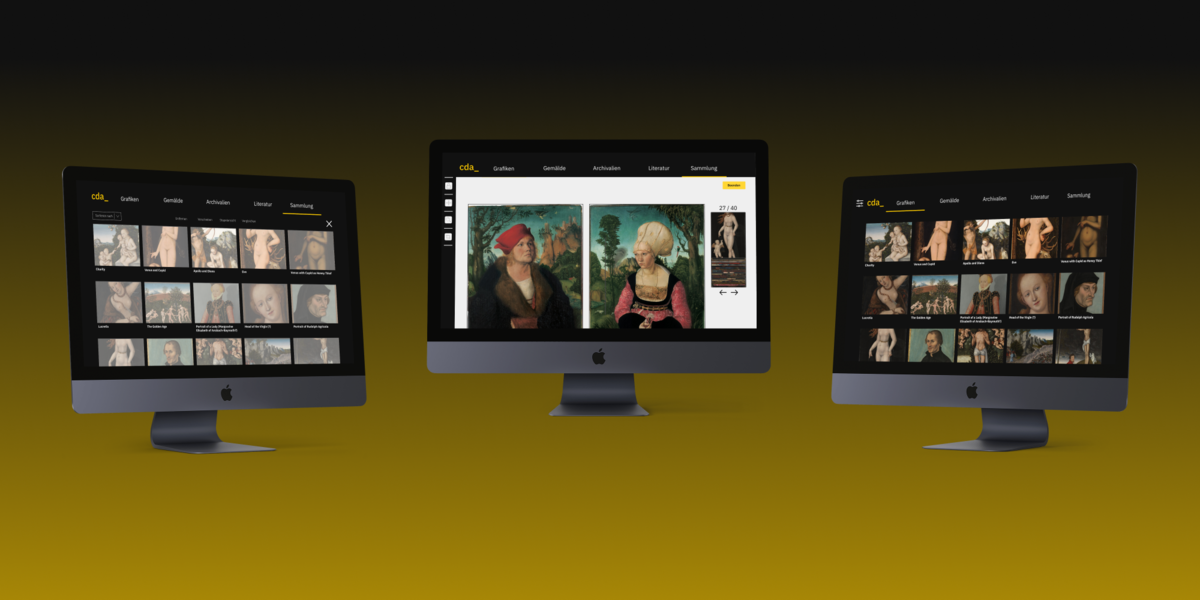 cda_
Grafiken
Gemälde
Archivalien
Literatur
Sammlung
Charity
Venus and Cupid
Apollo and Diana
Eve
Venus with Cupid as Honey Thief
Lucretia
The Golden Age
Portrait of a Lady (Margravine
Elisabeth of Ansbach-Bayreuth?)
Head of the Virgin (?)
Portrait of Rudolph Agricola
cda_
Grafiken
Gemälde
Archivalien
Literatur
Sammlung
Beenden
27 / 40
cda_
Grafiken
Gemälde
Archivalien
Literatur
Sammlung
Charity
Venus and Cupid
Apollo and Diana
Eve
Venus with Cupid as Honey Thief
Lucretia
The Golden Age
Portrait of a Lady (Margravine
Elisabeth of Ansbach-Bayreuth?)
Head of the Virgin (?)
Portrait of Rudolph Agricola